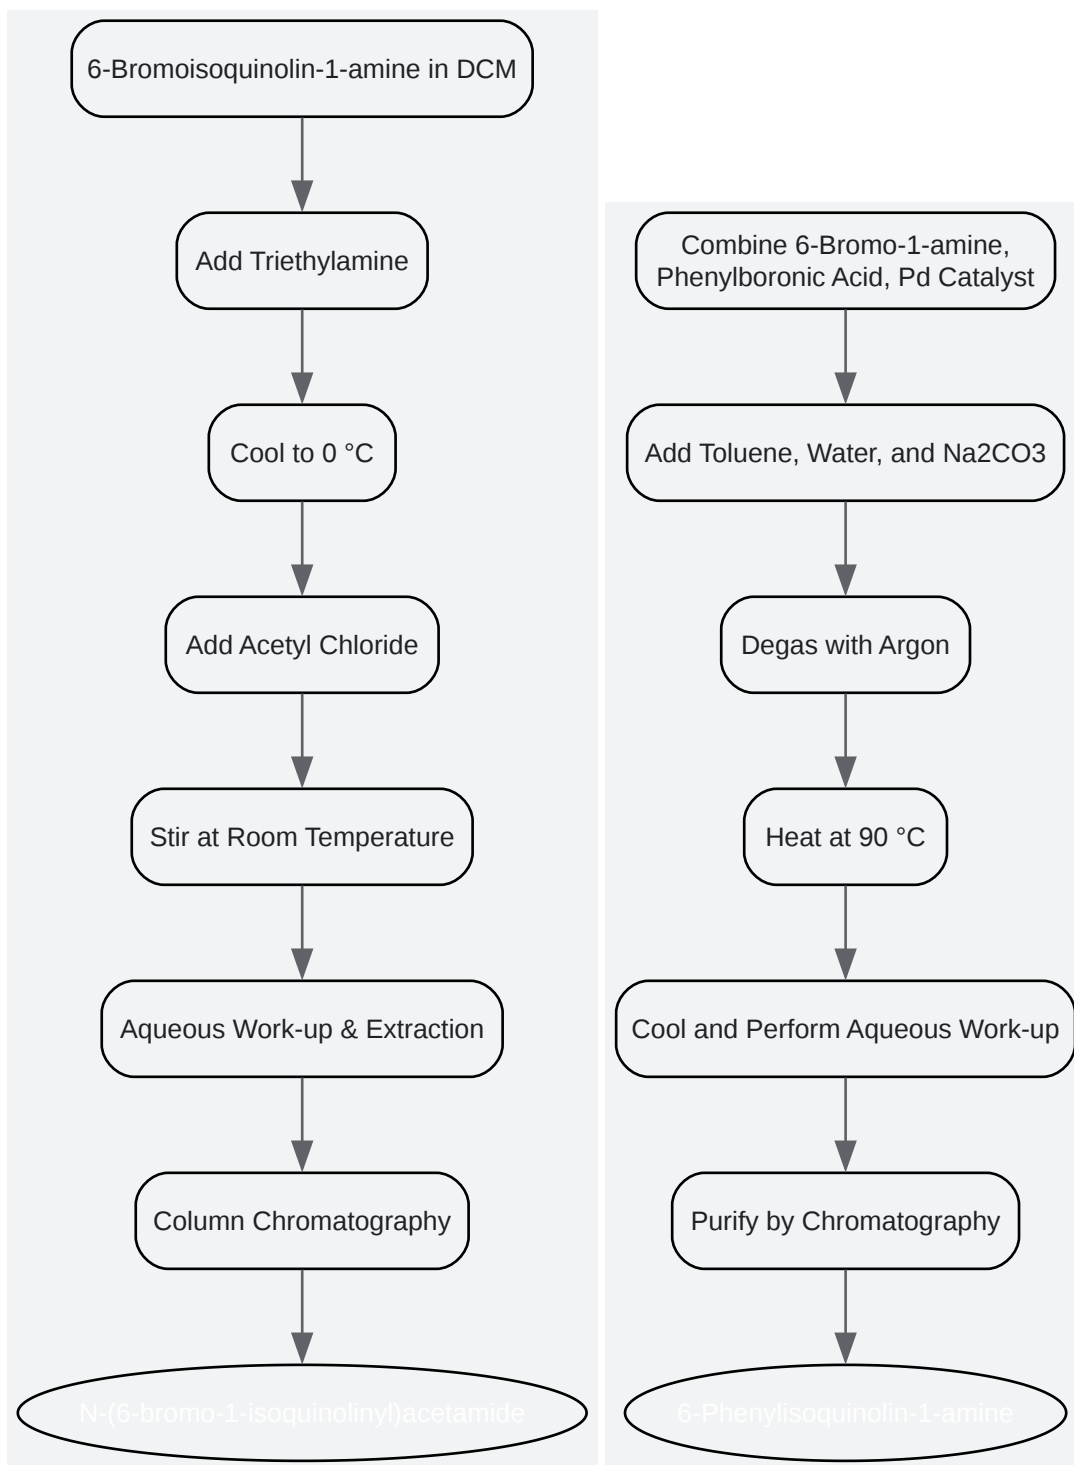 6-Bromoisoquinolin-1-amine in DCM
Add Triethylamine
Cool to 0 °C
Add Acetyl Chloride
Stir at Room Temperature
Aqueous Work-up & Extraction
Column Chromatography
N-(6-bromo-1-isoquinolinyl)acetamide
Combine 6-Bromo-1-amine,
Phenylboronic Acid, Pd Catalyst
Add Toluene, Water, and Na2CO3
Degas with Argon
Heat at 90 °C
Cool and Perform Aqueous Work-up
Purify by Chromatography
6-Phenylisoquinolin-1-amine